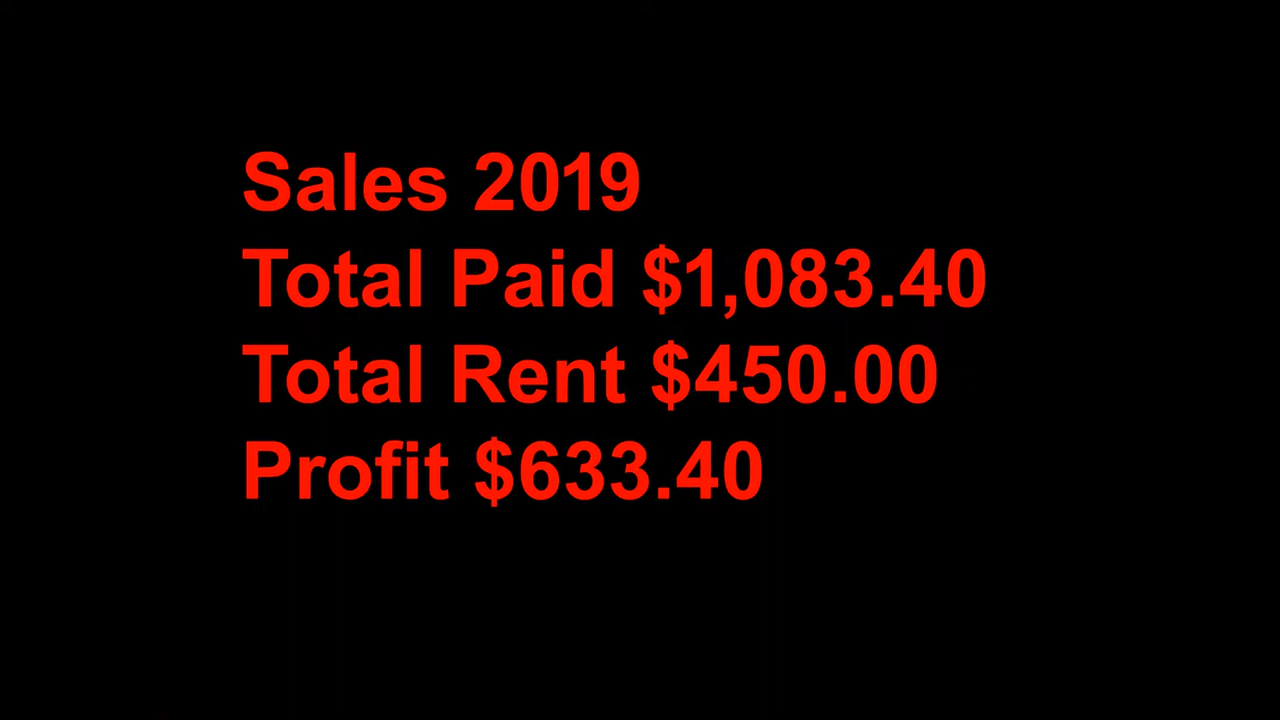 Sales 2019
Total Paid $1,083.40
Total Rent $450.00
Profit $633.40